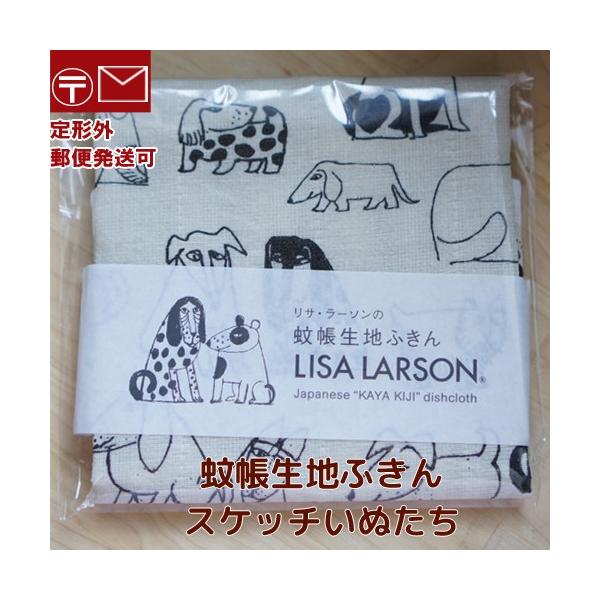 〒
定形外
郵便発送可
リサ・ラーソンの
蚊帳生地ふきん
LISA LARSON®
Japanese "KAYA KIJI" dishcloth
蚊帳生地ふきん
スケッチいぬたち